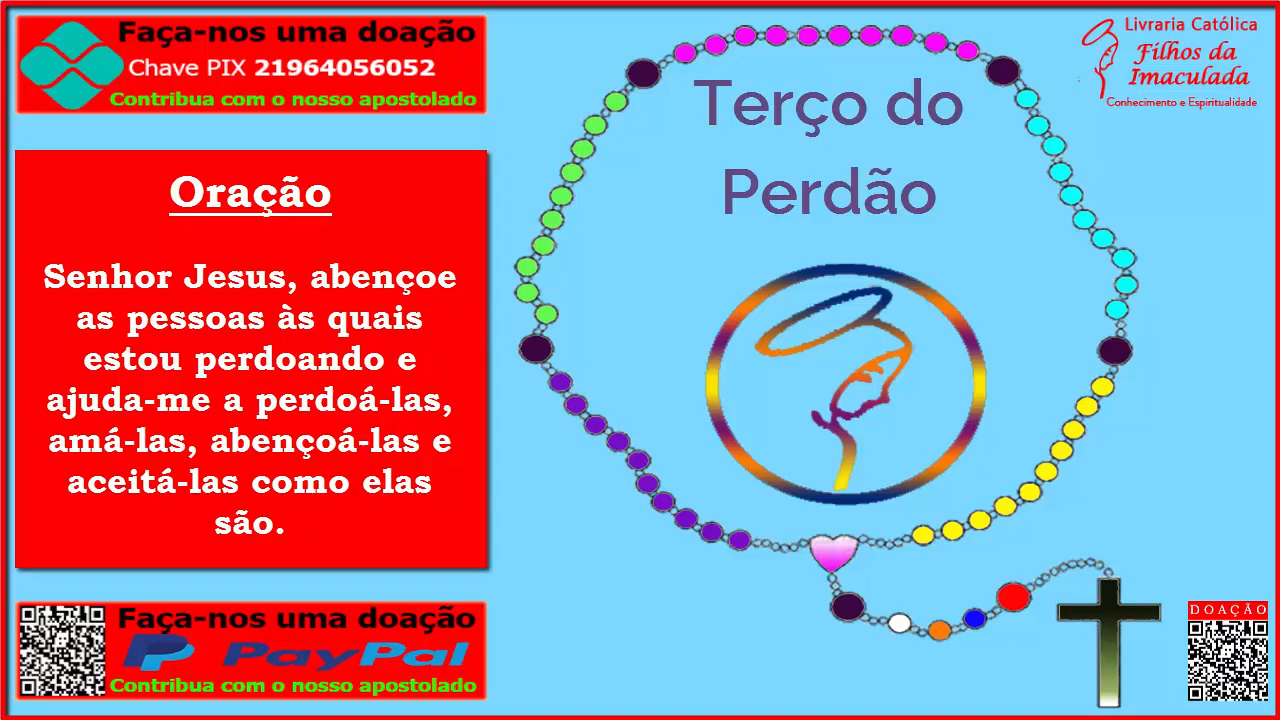 Faça-nos uma doação
Chave PIX 21964056052
Contribua com o nosso apostolado
Oração
Senhor Jesus, abençoe
as pessoas às quais
estou perdoando e
ajuda-me a perdoá-las,
amá-las, abençoá-las e
aceitá-las como elas
são.
Faça-nos uma doação
PayPal
Contribua com o nosso apostolado
Terço do
Perdão
Livraria Católica
Filhos da
Imaculada
Conhecimento e Espiritualidade
DOAÇÃO